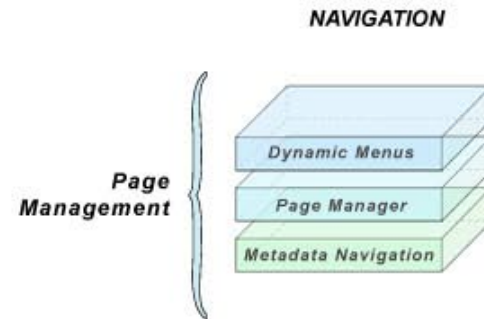 NAVIGATION
Dynamic Menus
Page
Management
Page Manager
Metadata Navigation